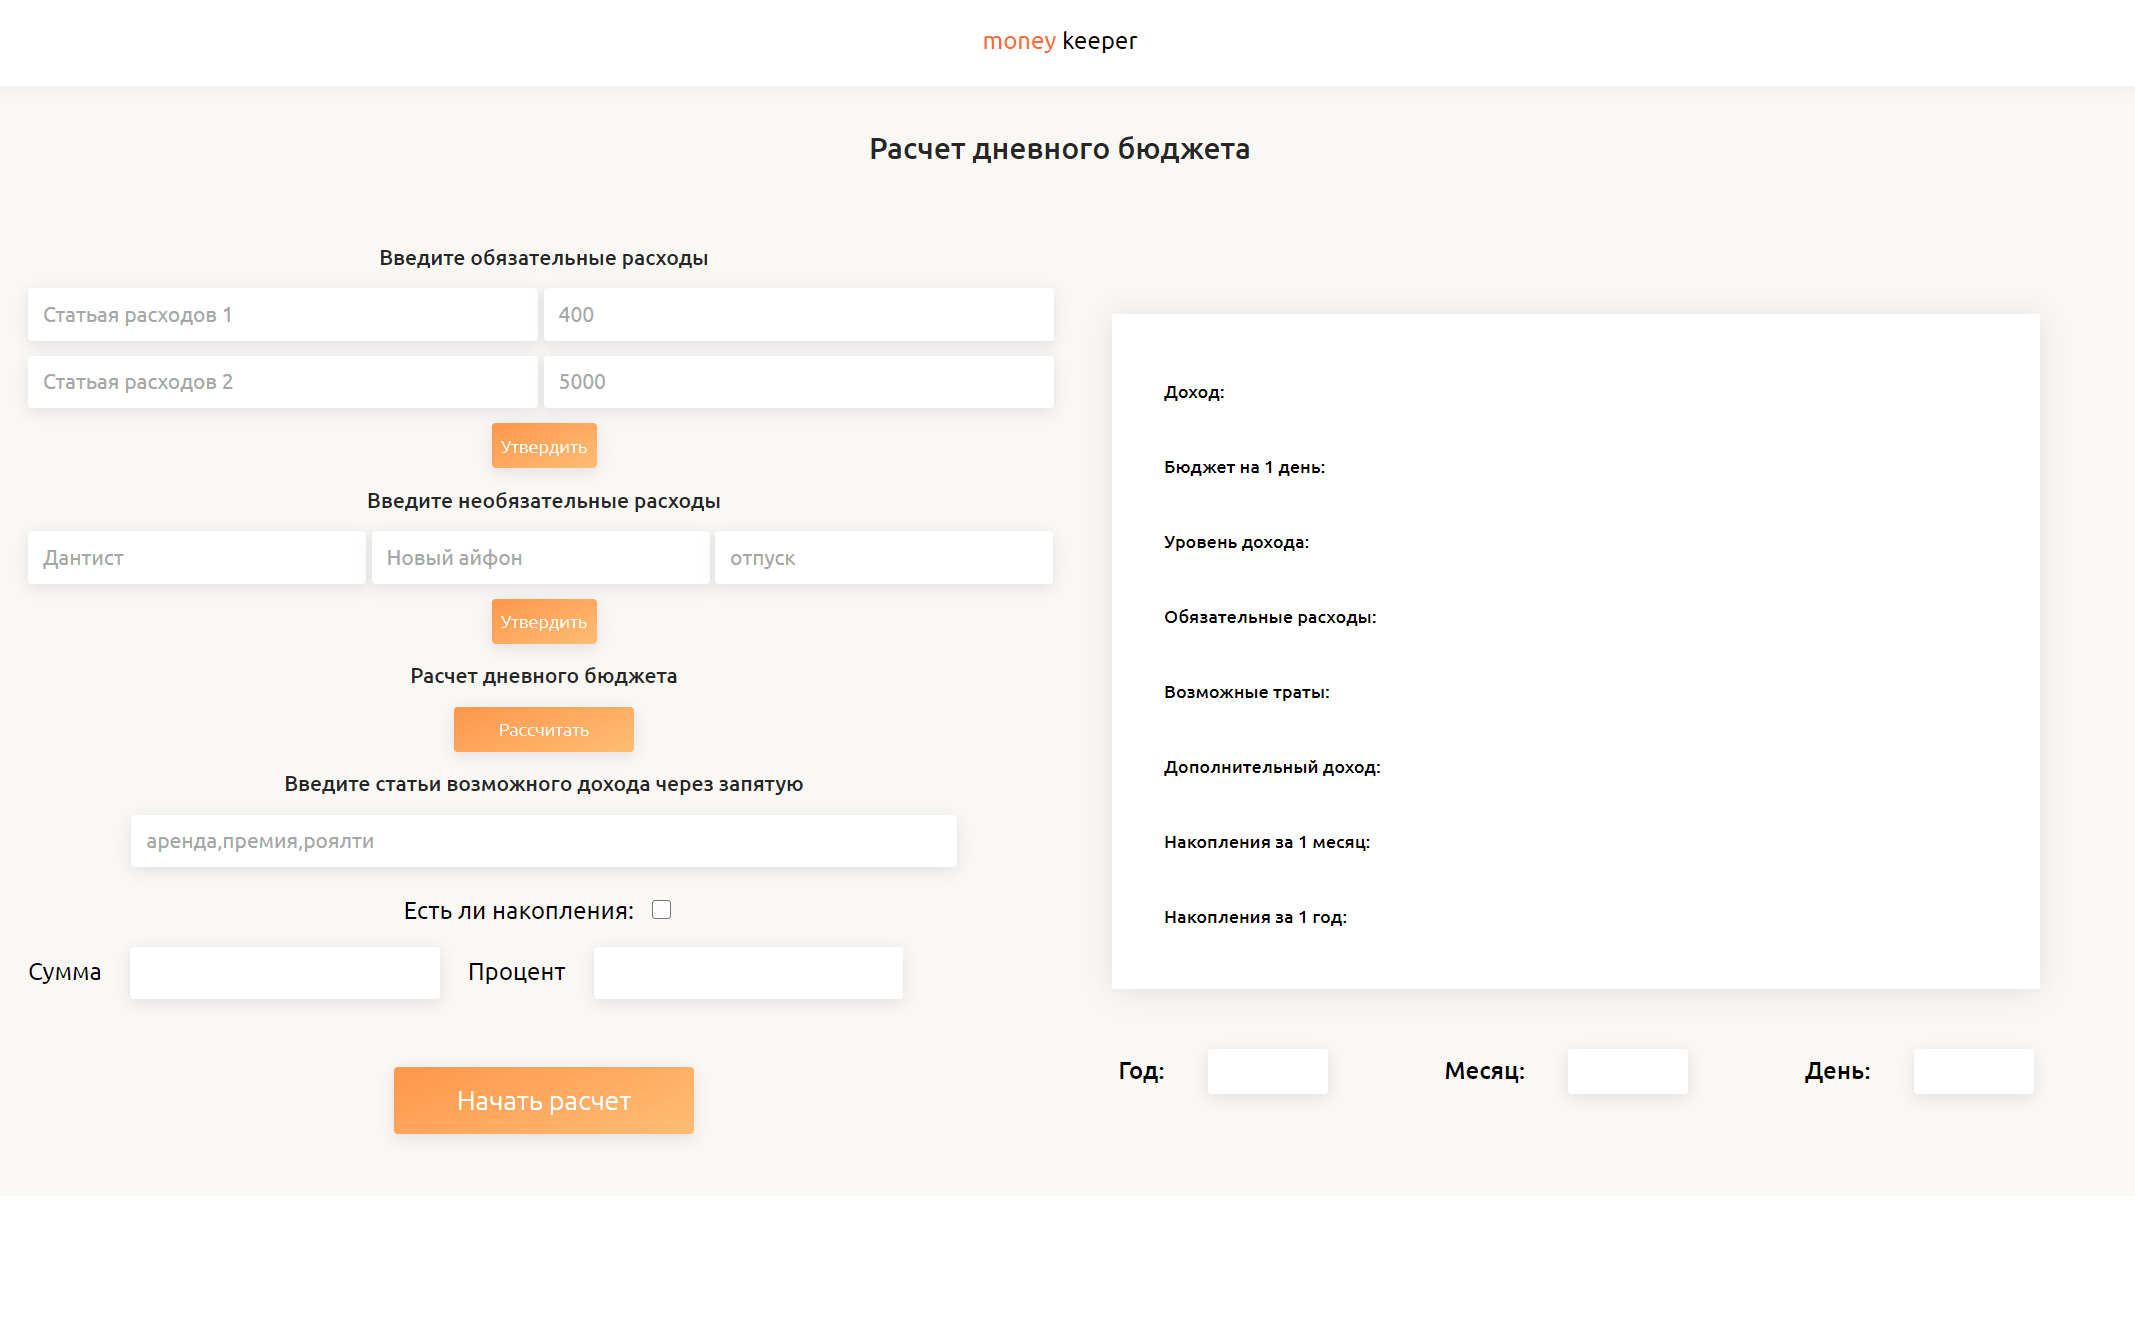 money keeper
Расчет дневного бюджета
Введите обязательные расходы
Статьая расходов 1 400
Статьая расходов 2 5000
Утвердить
Введите необязательные расходы
Дантист Новый айфон отпуск
Утвердить
Расчет дневного бюджета
Рассчитать
Введите статьи возможного дохода через запятую
аренда,премия,роялти
Есть ли накопления:
Сумма Процент
Начать расчет
Доход:
Бюджет на 1 день:
Уровень дохода:
Обязательные расходы:
Возможные траты:
Дополнительный доход:
Накопления за 1 месяц:
Накопления за 1 год:
Год: Месяц: День: